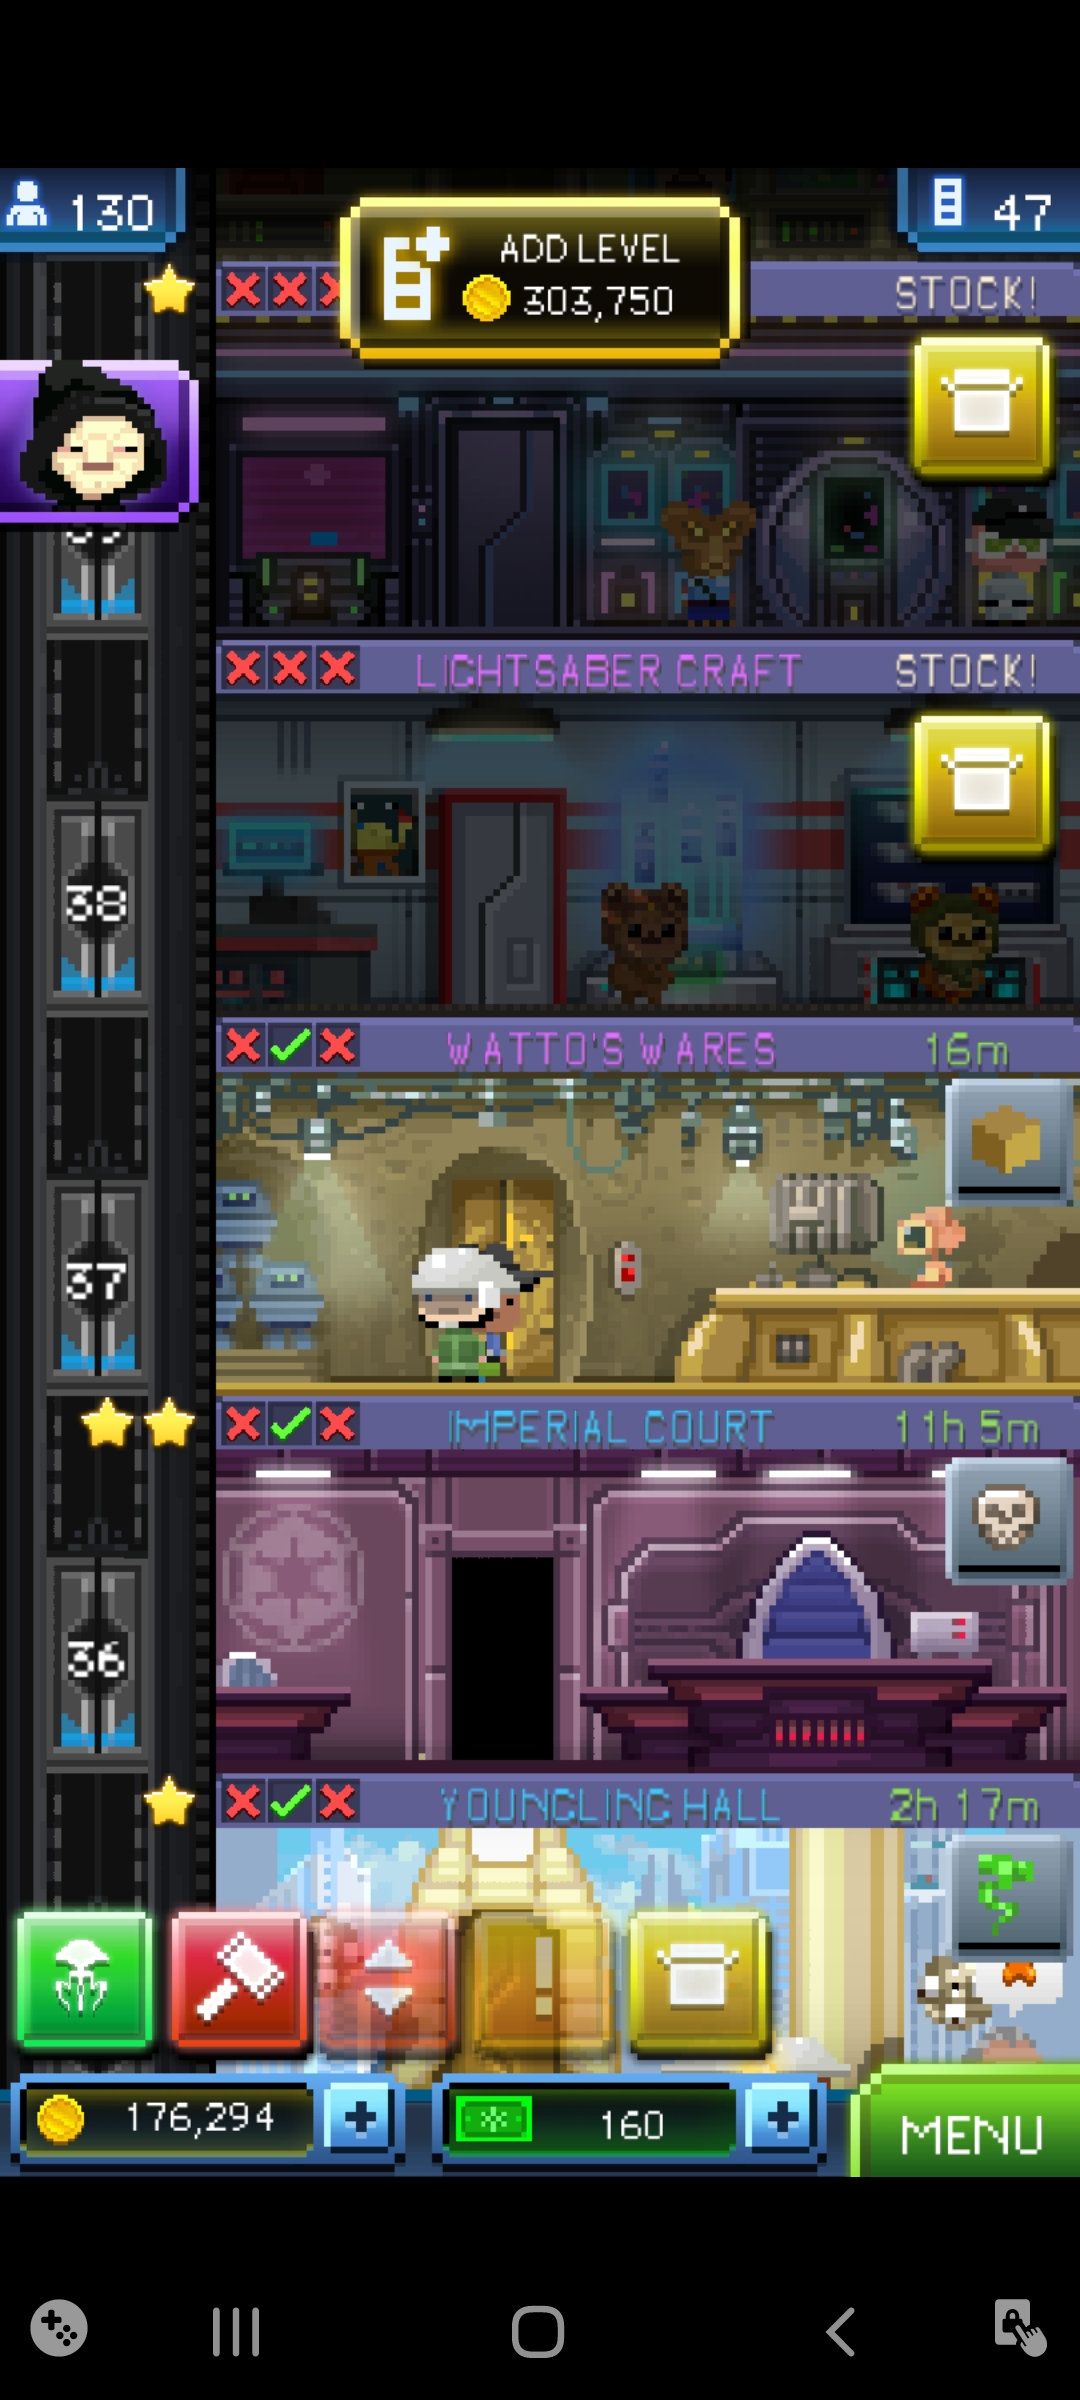 130
47
ADD LEVEL
303,750
STOCK!
LIGHTSABER CRAFT
STOCK!
38
WATTO'S WARES
16m
37
IMPERIAL COURT
11h 5m
36
YOUNGLING HALL
2h 17m
176,294
160
MENU